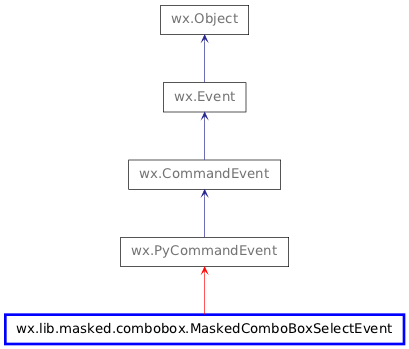 wx.Object
wx.Event
wx.CommandEvent
wx.PyCommandEvent
wx.lib.masked.combobox.MaskedComboBoxSelectEvent